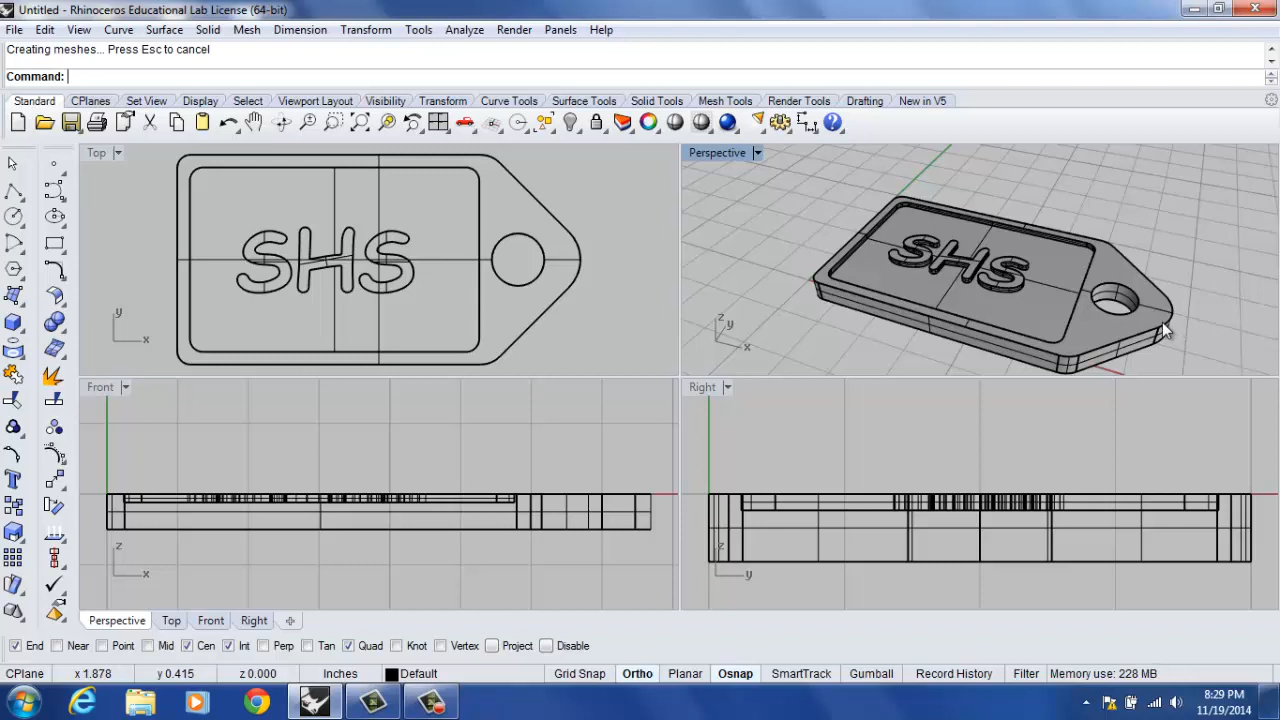 Untitled - Rhinoceros Educational Lab License (64-bit)
File Edit View Curve Surface Solid Mesh Dimension Transform Tools Analyze Render Panels Help
Creating meshes... Press Esc to cancel
Command:
Standard CPlanes Set View Display Select Viewport Layout Visibility Transform Curve Tools Surface Tools Solid Tools Mesh Tools Render Tools Drafting New in V5
Top Perspective
SHS SHS
y x z y x
Front Right
z x z y
Perspective Top Front Right
End Near Point Mid Cen Int Perp Tan Quad Knot Vertex Project Disable
CPlane x 1.878 y 0.415 z 0.000 Inches Default Grid Snap Ortho Planar Osnap SmartTrack Gumball Record History Filter Memory use: 228 MB
8:29 PM
11/19/2014